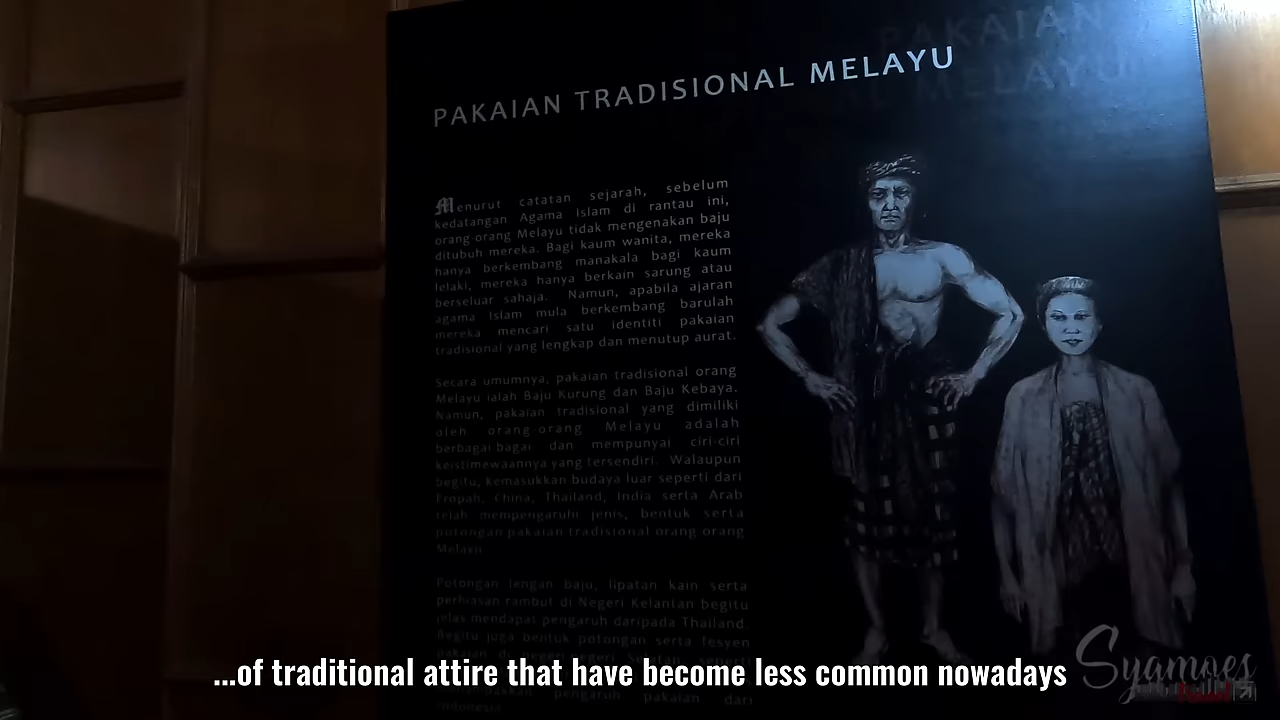 PAKAIAN TRADISIONAL MELAYU
Menurut catatan sejarah, sebelum
kedatangan Agama Islam di rantau ini,
orang-orang Melayu tidak mengenakan baju
ditubuh mereka. Bagi kaum wanita, mereka
hanya berkembang manakala bagi kaum
lelaki, mereka hanya berkain sarung atau
berseluar sahaja. Namun, apabila ajaran
agama Islam mula berkembang barulah
mereka mencari satu identiti pakaian
tradisional yang lengkap dan menutup aurat.
Secara umumnya, pakaian tradisional orang
Melayu ialah Baju Kurung dan Baju Kebaya.
Namun, pakaian tradisional yang dimiliki
oleh orang-orang Melayu adalah
berbagai-bagai dan mempunyai ciri-ciri
keistimewaannya yang tersendiri. Walaupun
begitu, kemasukkan budaya luar seperti dari
Eropah, China, Thailand, India serta Arab
telah mempengaruhi jenis, bentuk serta
potongan pakaian tradisional orang orang
Melayu
Potongan lengan baju, lipatan kain serta
perhiasan rambut di Negeri Kelantan begitu
jelas mendapat pengaruh daripada Thailand.
Begitu juga bentuk potongan serta fesyen
pakaian di negeri-negeri Selatan
pengaruh pakaian dari
Indonesia
...of traditional attire that have become less common nowadays
Syamoes